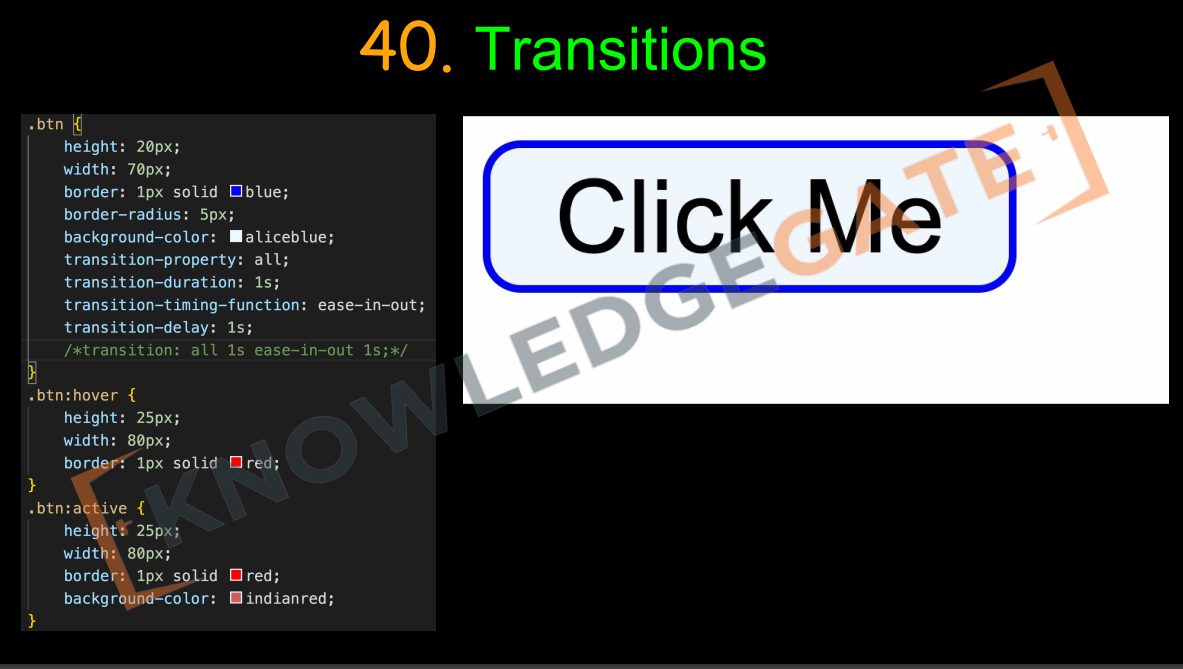 40. Transitions
.btn {
height: 20px;
width: 70px;
border: 1px solid blue;
border-radius: 5px;
background-color: aliceblue;
transition-property: all;
transition-duration: 1s;
transition-timing-function: ease-in-out;
transition-delay: 1s;
/*transition: all 1s ease-in-out 1s;*/
}
.btn:hover {
height: 25px;
width: 80px;
border: 1px solid red;
}
.btn:active {
height: 25px;
width: 80px;
border: 1px solid red;
background-color: indianred;
}
Click Me
KNOWLEDGEGATE